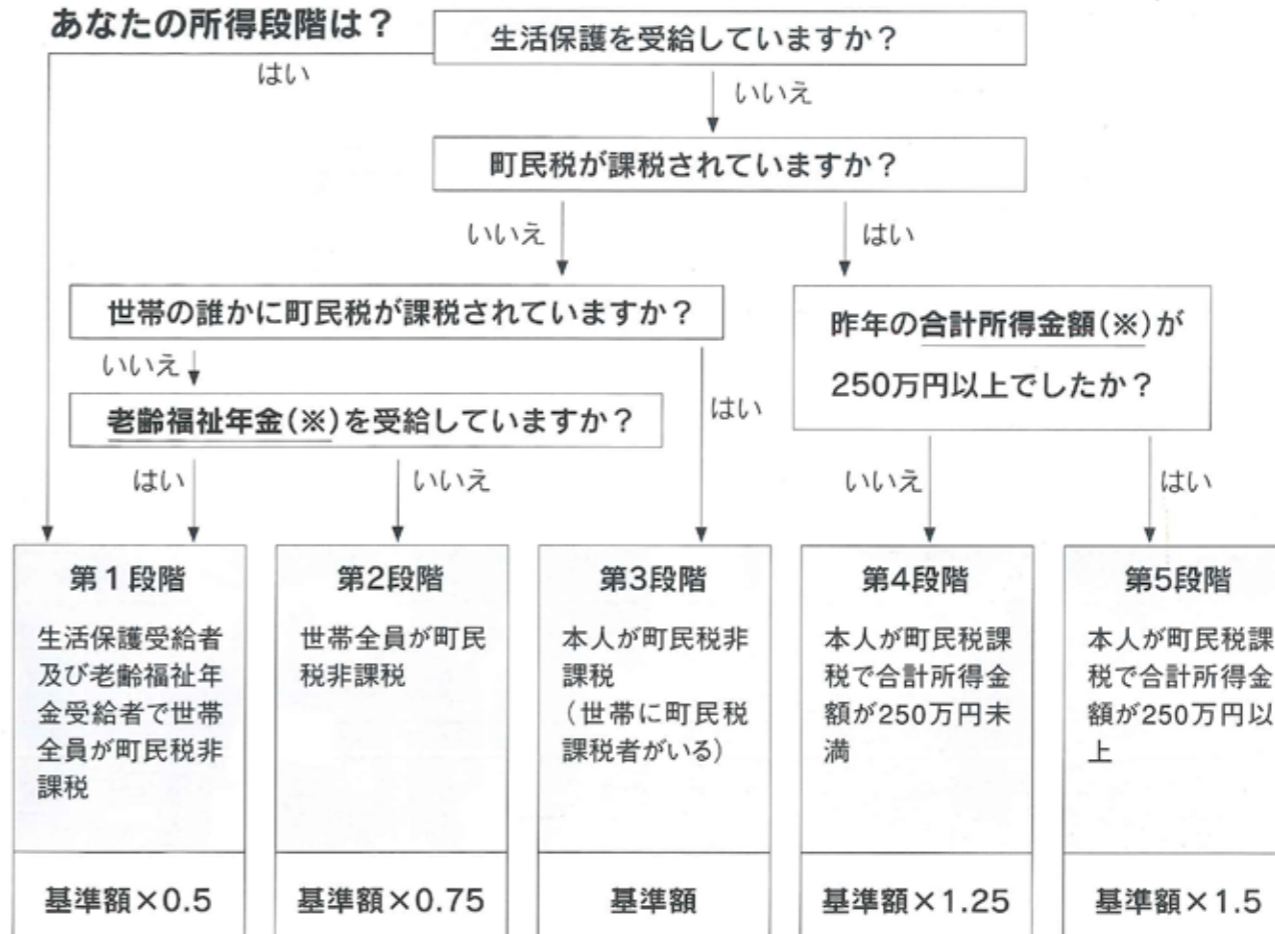 あなたの所得段階は？
生活保護を受給していますか？
はい
いいえ
町民税が課税されていますか？
いいえ
はい
世帯の誰かに町民税が課税されていますか？
昨年の合計所得金額(※)が
250万円以上でしたか？
いいえ
はい
老齢福祉年金(※)を受給していますか？
はい
いいえ
いいえ
はい
第1段階
生活保護受給者
及び老齢福祉年
金受給者で世帯
全員が町民税非
課税
基準額×0.5
第2段階
世帯全員が町民
税非課税
基準額×0.75
第3段階
本人が町民税非
課税
(世帯に町民税
課税者がいる)
基準額
第4段階
本人が町民税課
税で合計所得金
額が250万円未
満
基準額×1.25
第5段階
本人が町民税課
税で合計所得金
額が250万円以
上
基準額×1.5